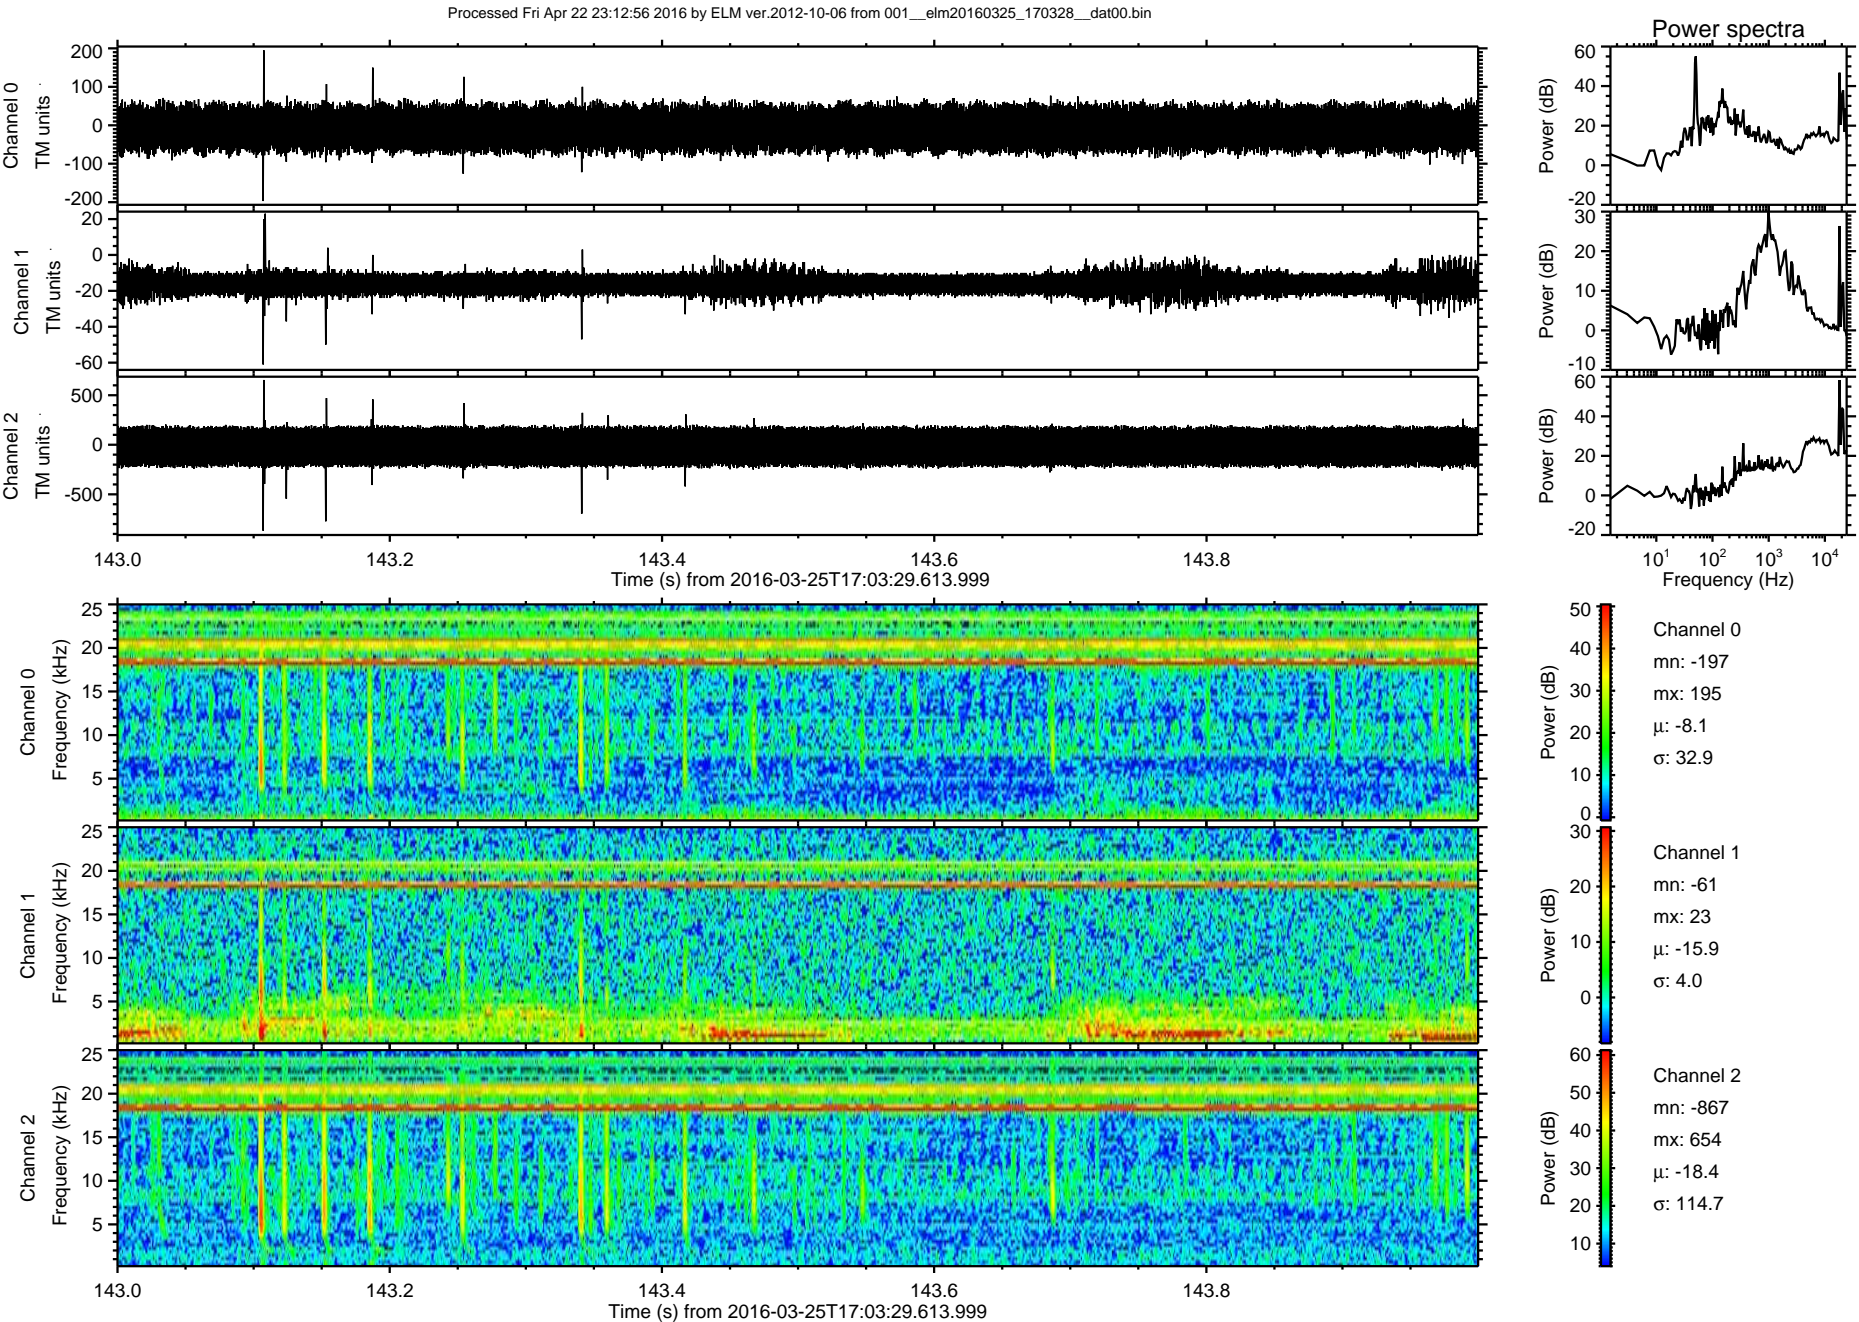 Processed Fri Apr 22 23:12:56 2016 by ELM ver.2012-10-06 from 001__elm20160325_170328__dat00.bin
Power spectra
Channel 0
TM units
200
100
0
-100
-200
Power (dB)
60
40
20
0
-20
Channel 1
TM units
20
0
-20
-40
-60
Power (dB)
30
20
10
0
-10
Channel 2
TM units
500
0
-500
Power (dB)
60
40
20
0
-20
143.0 143.2 143.4 143.6 143.8
Time (s) from 2016-03-25T17:03:29.613.999
10¹ 10² 10³ 10⁴
Frequency (Hz)
Channel 0
Frequency (kHz)
25
20
15
10
5
Power (dB)
50
40
30
20
10
0
Channel 0
mn: -197
mx: 195
µ: -8.1
σ: 32.9
Channel 1
Frequency (kHz)
25
20
15
10
5
Power (dB)
30
20
10
0
Channel 1
mn: -61
mx: 23
µ: -15.9
σ: 4.0
Channel 2
Frequency (kHz)
25
20
15
10
5
Power (dB)
60
50
40
30
20
10
Channel 2
mn: -867
mx: 654
µ: -18.4
σ: 114.7
143.0 143.2 143.4 143.6 143.8
Time (s) from 2016-03-25T17:03:29.613.999